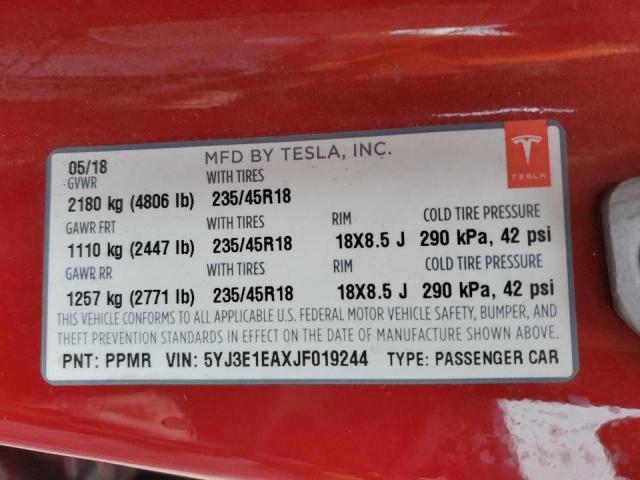 05/18 MFD BY TESLA, INC.
GVWR WITH TIRES
2180 kg (4806 lb) 235/45R18
GAWR FRT WITH TIRES RIM COLD TIRE PRESSURE
1110 kg (2447 lb) 235/45R18 18X8.5 J 290 kPa, 42 psi
GAWR RR WITH TIRES RIM COLD TIRE PRESSURE
1257 kg (2771 lb) 235/45R18 18X8.5 J 290 kPa, 42 psi
THIS VEHICLE CONFORMS TO ALL APPLICABLE U.S. FEDERAL MOTOR VEHICLE SAFETY, BUMPER, AND
THEFT PREVENTION STANDARDS IN EFFECT ON THE DATE OF MANUFACTURE SHOWN ABOVE.
PNT: PPMR VIN: 5YJ3E1EAXJF019244 TYPE: PASSENGER CAR
TESLA